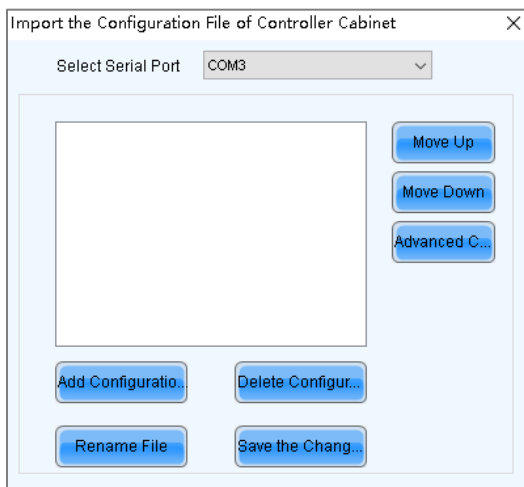 Import the Configuration File of Controller Cabinet
Select Serial Port COM3
Move Up
Move Down
Advanced C...
Add Configuratio...
Delete Configur...
Rename File
Save the Chang...